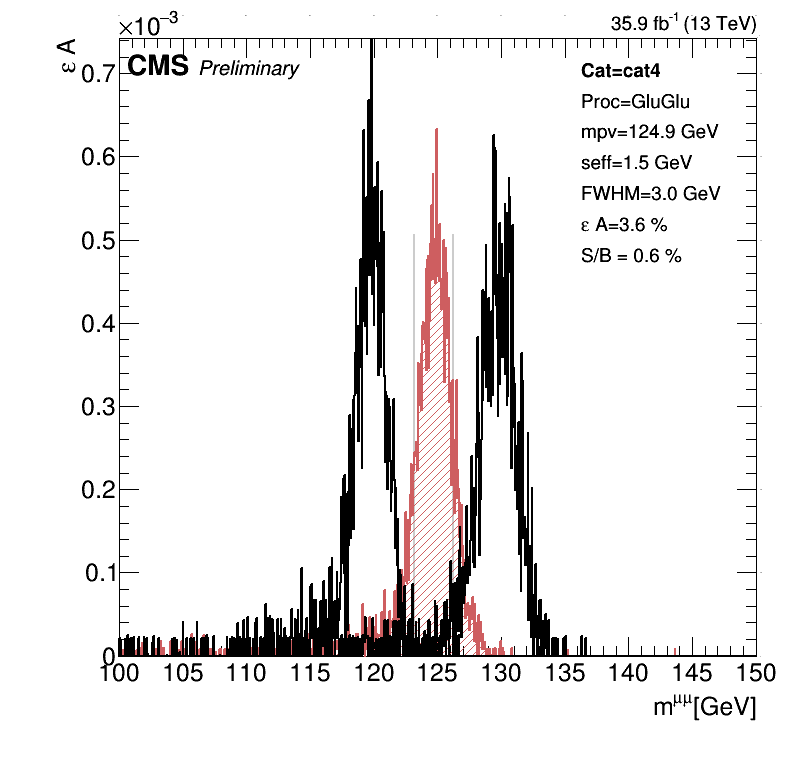 ×10⁻³
35.9 fb⁻¹ (13 TeV)
ε A
CMS Preliminary
Cat=cat4
Proc=GluGlu
mpv=124.9 GeV
seff=1.5 GeV
FWHM=3.0 GeV
ε A=3.6 %
S/B = 0.6 %
0.7
0.6
0.5
0.4
0.3
0.2
0.1
0
100 105 110 115 120 125 130 135 140 145 150
m^μμ[GeV]